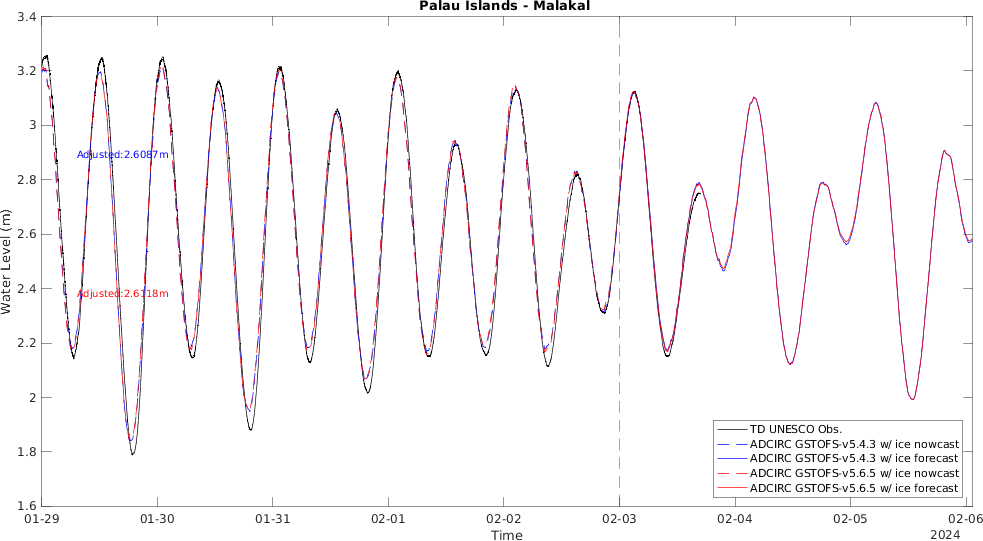 Palau Islands - Malakal
3.4
3.2
3
2.8
2.6
2.4
2.2
2
1.8
1.6
Water Level (m)
Adjusted:2.6087m
Adjusted:2.6118m
TD UNESCO Obs.
ADCIRC GSTOFS-v5.4.3 w/ ice nowcast
ADCIRC GSTOFS-v5.4.3 w/ ice forecast
ADCIRC GSTOFS-v5.6.5 w/ ice nowcast
ADCIRC GSTOFS-v5.6.5 w/ ice forecast
01-29 01-30 01-31 02-01 02-02 02-03 02-04 02-05 02-06
Time
2024